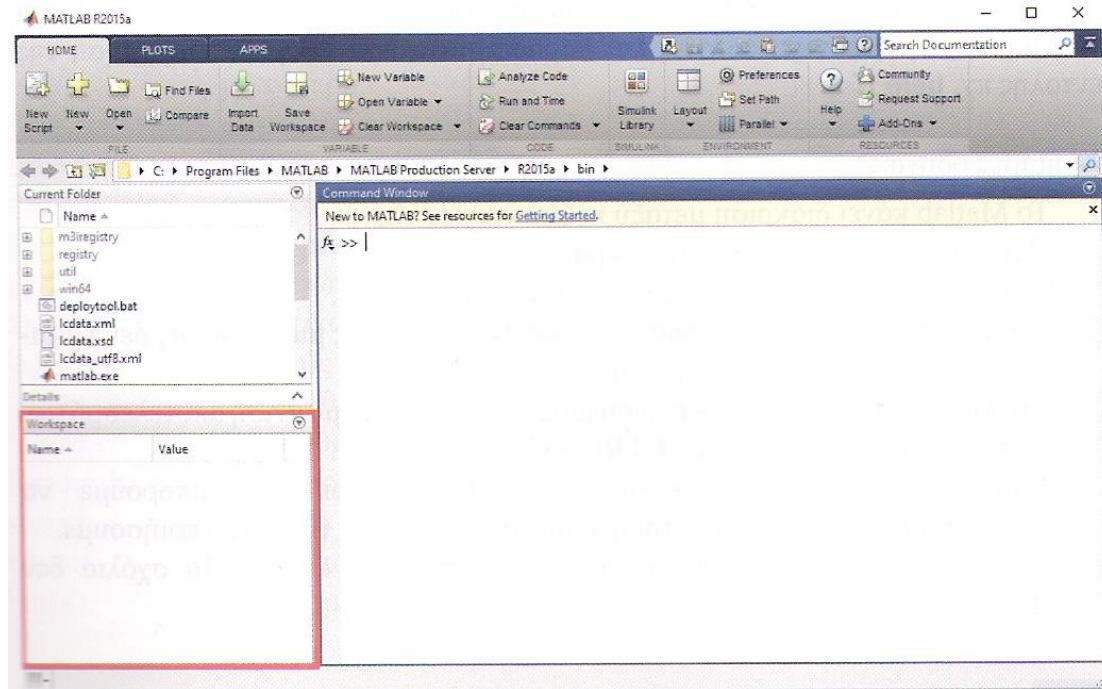 MATLAB R2015a
HOME PLOTS APPS
Search Documentation
New Script
New
Open
Find Files
Compare
Import Data
Save Workspace
New Variable
Open Variable
Clear Workspace
Analyze Code
Run and Time
Clear Commands
Simulink Library
Layout
Preferences
Set Path
Parallel
Help
Community
Request Support
Add-Ons
FILE VARIABLE CODE SIMULINK ENVIRONMENT RESOURCES
C: Program Files MATLAB MATLAB Production Server R2015a bin
Current Folder
Name
m3iregistry
registry
util
win64
deploytool.bat
lcdata.xml
lcdata.xsd
lcdata_utf8.xml
matlab.exe
Details
Workspace
Name Value
Command Window
New to MATLAB? See resources for Getting Started.
fx >>